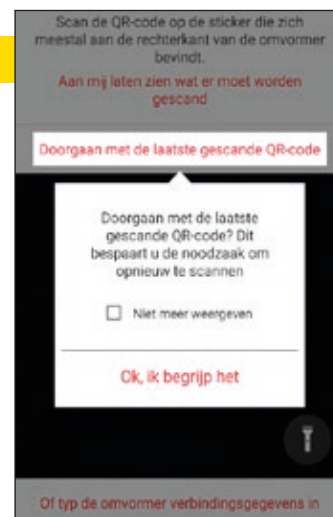 Scan de QR-code op de sticker die zich
meestal aan de rechterkant van de omvormer
bevindt.
Aan mij laten zien wat er moet worden
gescand
Doorgaan met de laatste gescande QR-code
Doorgaan met de laatste
gescande QR-code? Dit
bespaart u de noodzaak om
opnieuw te scannen
Niet meer weergeven
Ok, ik begrijp het
Of typ de omvormer verbindingsgegevens in